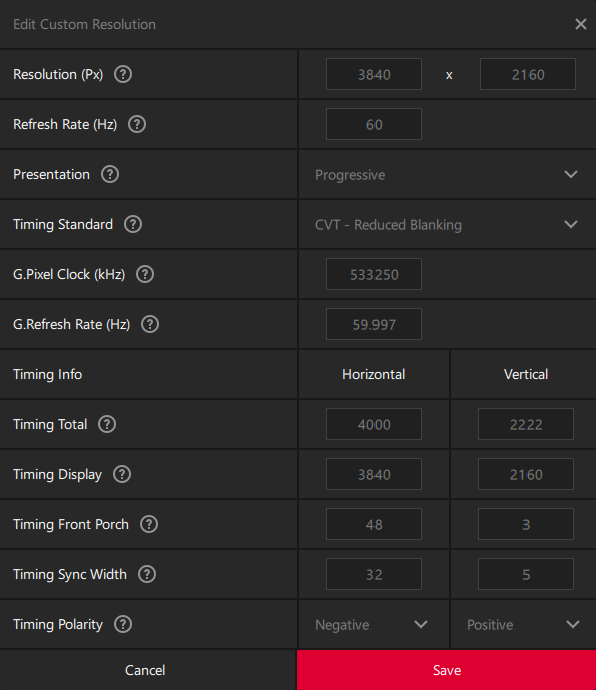 Edit Custom Resolution
Resolution (Px) 3840 x 2160
Refresh Rate (Hz) 60
Presentation Progressive
Timing Standard CVT - Reduced Blanking
G.Pixel Clock (kHz) 533250
G.Refresh Rate (Hz) 59.997
Timing Info Horizontal Vertical
Timing Total 4000 2222
Timing Display 3840 2160
Timing Front Porch 48 3
Timing Sync Width 32 5
Timing Polarity Negative Positive
Cancel Save